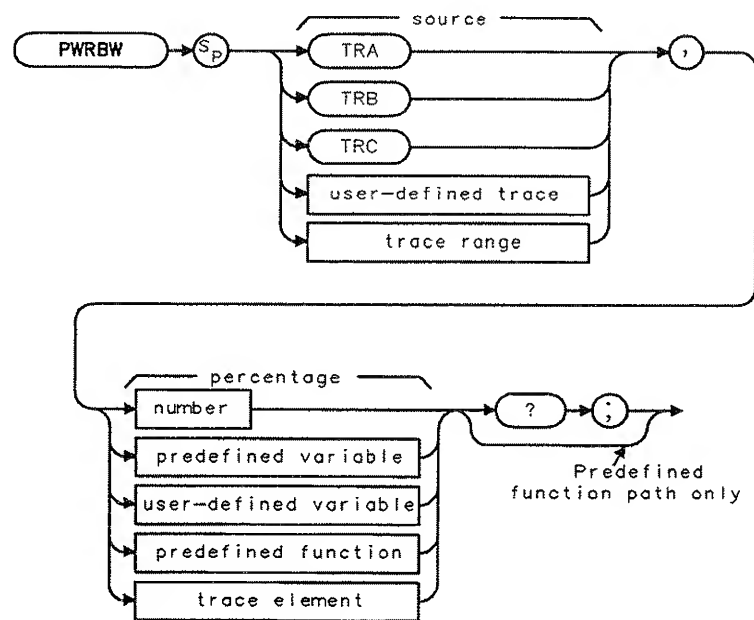 source
PWRBW
SP
TRA
,
TRB
TRC
user-defined trace
trace range
percentage
number
?
;
predefined variable
Predefined
function path only
user-defined variable
predefined function
trace element